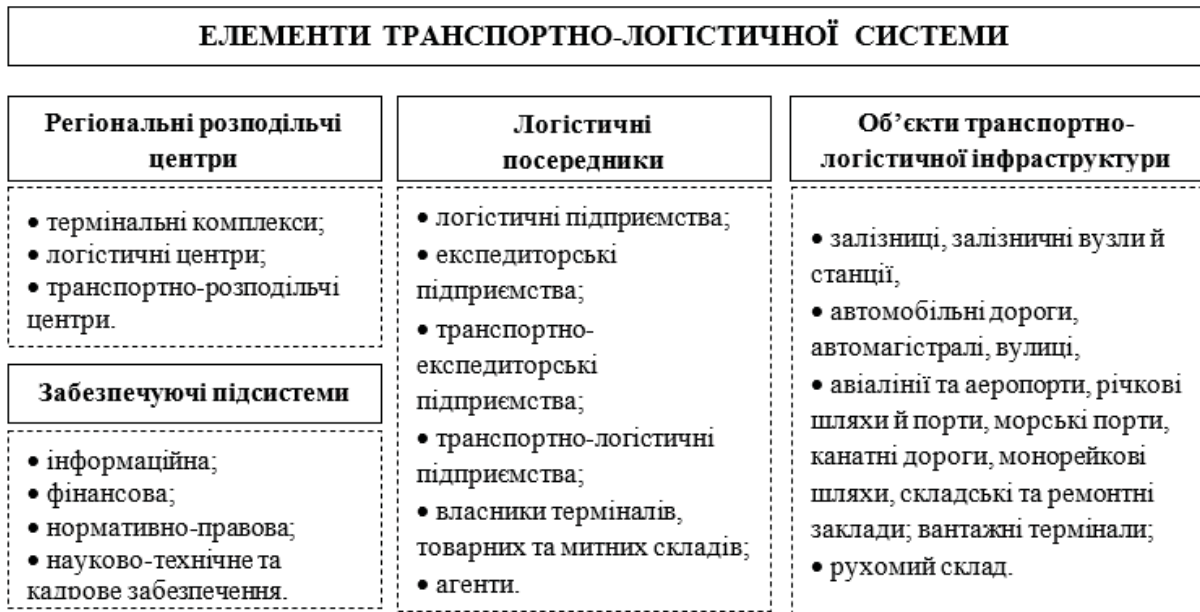 ЕЛЕМЕНТИ ТРАНСПОРТНО-ЛОГІСТИЧНОЇ СИСТЕМИ
Регіональні розподільчі
центри
• термінальні комплекси;
• логістичні центри;
• транспортно-розподільчі
центри.
Забезпечуючі підсистеми
• інформаційна;
• фінансова;
• нормативно-правова;
• науково-технічне та
кадрове забезпечення.
Логістичні
посередники
• логістичні підприємства;
• експедиторські
підприємства;
• транспортно-
експедиторські
підприємства;
• транспортно-логістичні
підприємства;
• власники терміналів,
товарних та митних складів;
• агенти.
Об’єкти транспортно-
логістичної інфраструктури
• залізниці, залізничні вузли й
станції,
• автомобільні дороги,
автомагістралі, вулиці,
• авіалінії та аеропорти, річкові
шляхи й порти, морські порти,
канатні дороги, монорейкові
шляхи, складські та ремонтні
заклади; вантажні термінали;
• рухомий склад.